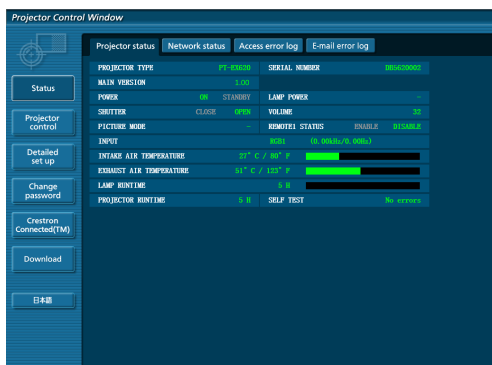 Projector Control Window
Projector status Network status Access error log E-mail error log
Status
Projector control
Detailed set up
Change password
Crestron Connected(TM)
Download
日本語
PROJECTOR TYPE PT-EX620 SERIAL NUMBER DH5620002
MAIN VERSION 1.00
POWER ON STANDBY LAMP POWER -
SHUTTER CLOSE OPEN VOLUME 32
PICTURE MODE - REMOTE1 STATUS ENABLE DISABLE
INPUT RGB1 (0.00kHz/0.00Hz)
INTAKE AIR TEMPERATURE 27° C / 80° F
EXHAUST AIR TEMPERATURE 51° C / 123° F
LAMP RUNTIME 5 H
PROJECTOR RUNTIME 5 H SELF TEST No errors